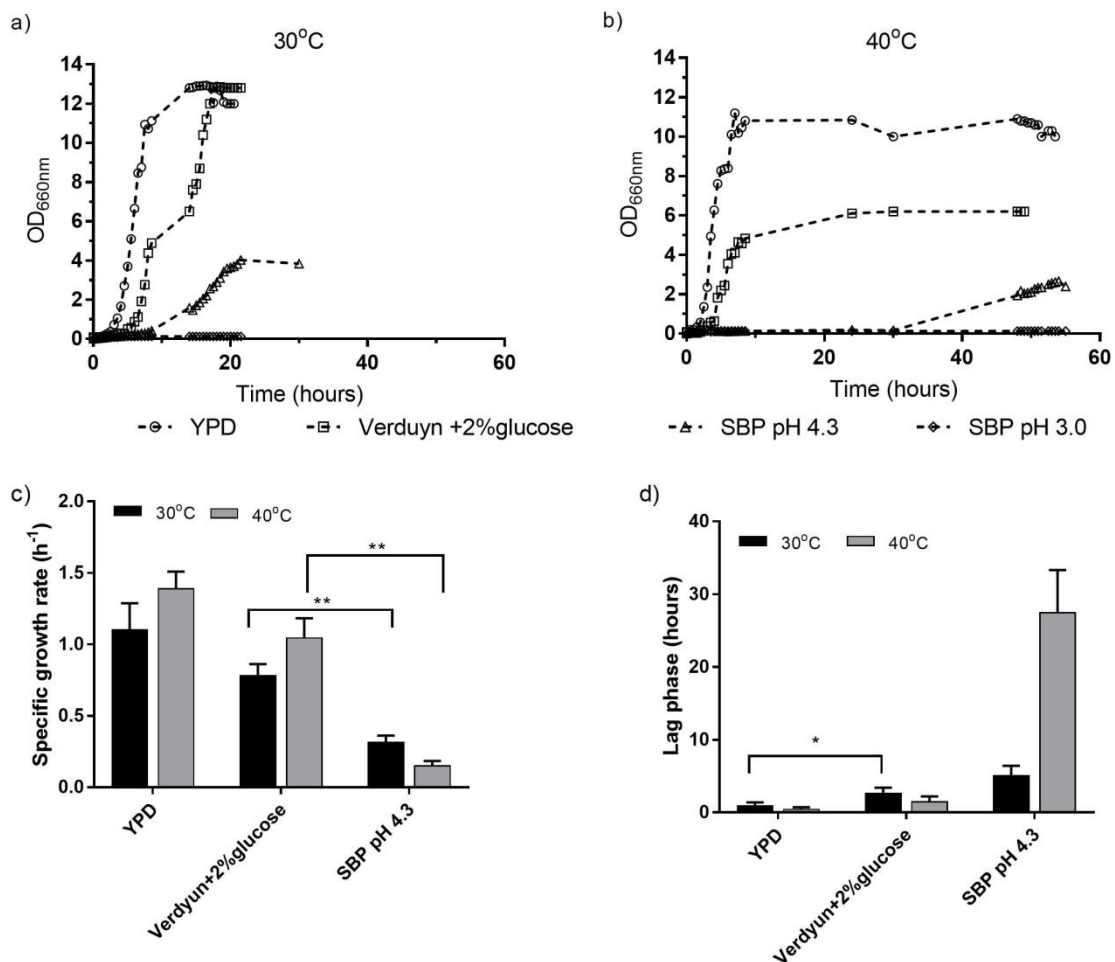 a)
30°C
14
12
10
8
6
4
2
0
OD660nm
0 20 40 60
Time (hours)
b)
40°C
14
12
10
8
6
4
2
0
OD660nm
0 20 40 60
Time (hours)
YPD Verduyn +2%glucose SBP pH 4.3 SBP pH 3.0
c)
30°C 40°C
2.0
1.5
1.0
0.5
0.0
Specific growth rate (h-1)
**
**
YPD
Verdyun+2%glucose
SBP pH 4.3
d)
30°C 40°C
40
30
20
10
0
Lag phase (hours)
*
YPD
Verdyun+2%glucose
SBP pH 4.3